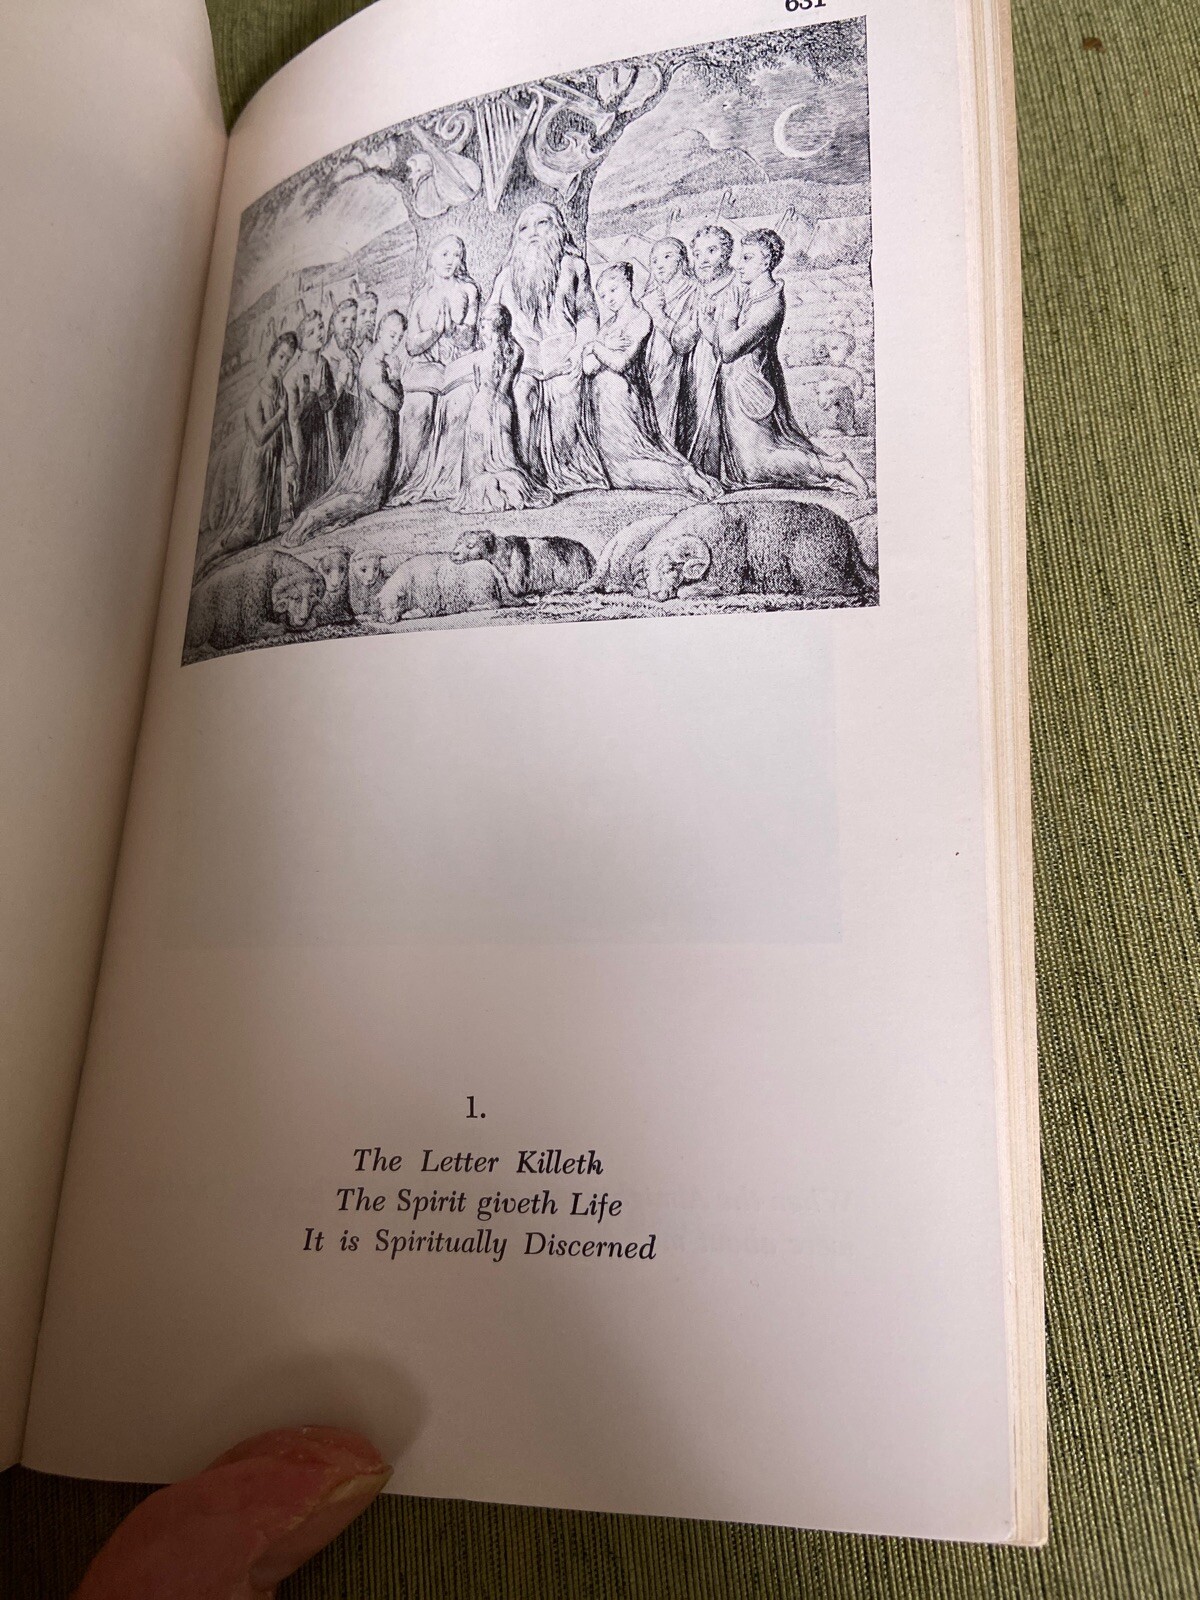 631
1.
The Letter Killeth
The Spirit giveth Life
It is Spiritually Discerned